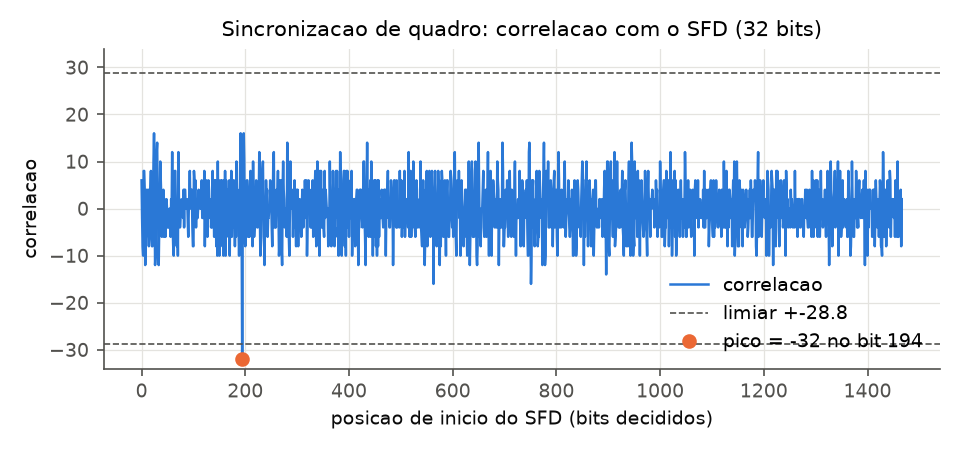 Sincronizacao de quadro: correlacao com o SFD (32 bits)
correlacao
30
20
10
0
−10
−20
−30
correlacao
limiar +-28.8
pico = -32 no bit 194
0 200 400 600 800 1000 1200 1400
posicao de inicio do SFD (bits decididos)